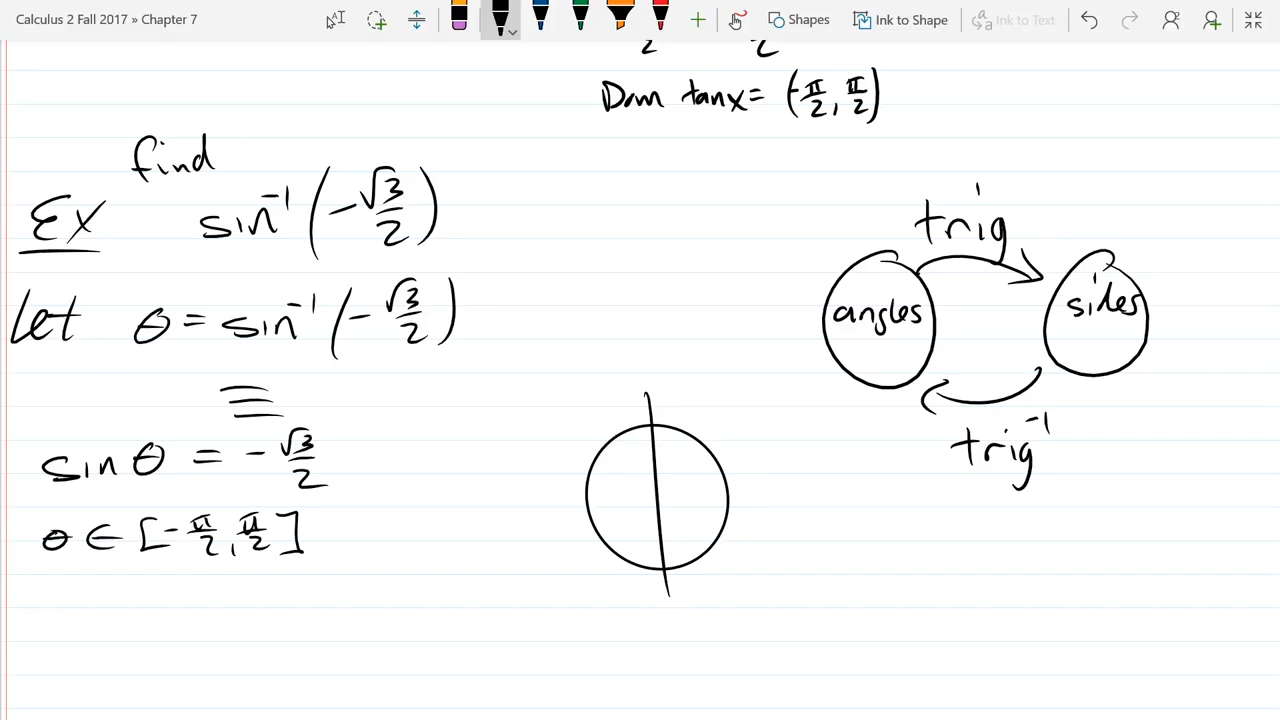 Calculus 2 Fall 2017 » Chapter 7
Shapes
Ink to Shape
Ink to Text
Dom tanx = (-π/2, π/2)
find
Ex sin⁻¹(-√3/2)
Let θ = sin⁻¹(-√3/2)
≡
sin θ = -√3/2
θ ∈ [-π/2, π/2]
trig
angles
sides
trig⁻¹